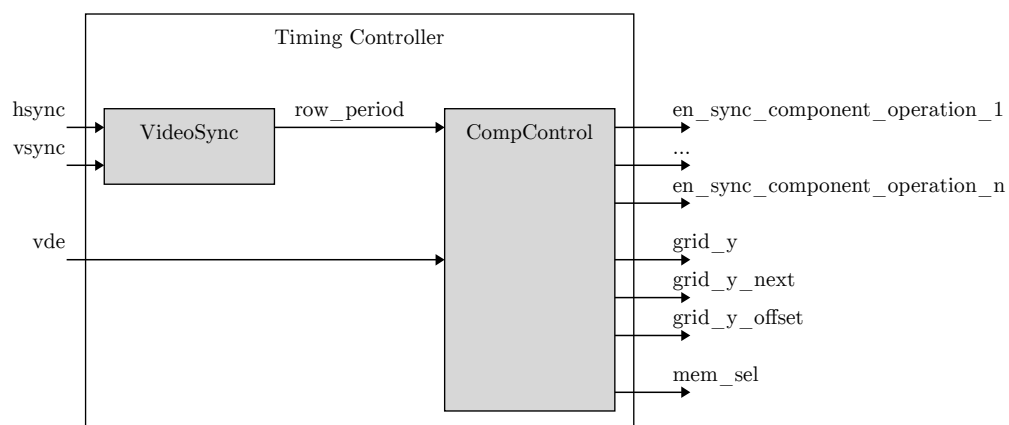 Timing Controller
hsync
vsync
vde
VideoSync
row_period
CompControl
en_sync_component_operation_1
...
en_sync_component_operation_n
grid_y
grid_y_next
grid_y_offset
mem_sel